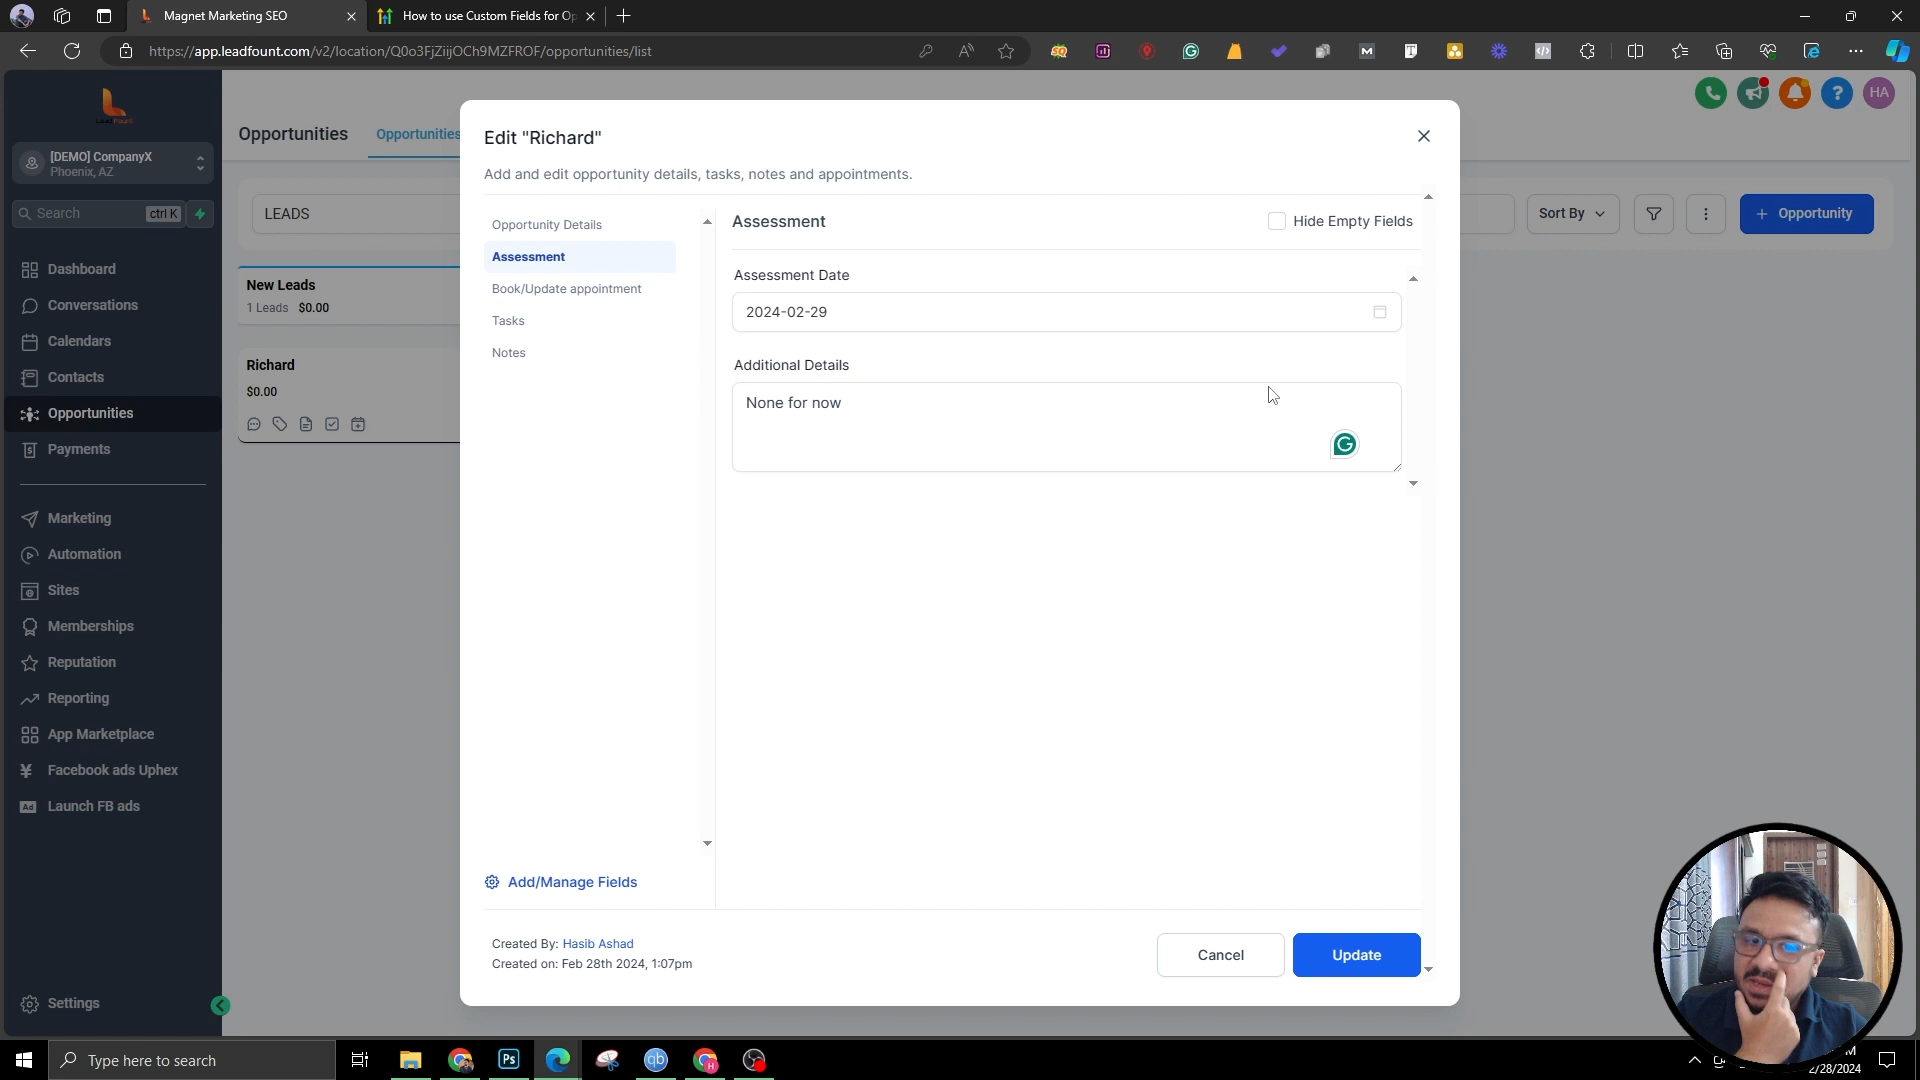 Magnet Marketing SEO
How to use Custom Fields for Op
https://app.leadfount.com/v2/location/Q0o3FjZiijOCh9MZFROF/opportunities/list
HA
Opportunities
Opportunities
[DEMO] CompanyX
Phoenix, AZ
Search
ctrl K
LEADS
Sort By
+ Opportunity
Dashboard
Conversations
Calendars
Contacts
Opportunities
Payments
Marketing
Automation
Sites
Memberships
Reputation
Reporting
App Marketplace
Facebook ads Uphex
Launch FB ads
Settings
New Leads
1 Leads $0.00
Richard
$0.00
Edit "Richard"
Add and edit opportunity details, tasks, notes and appointments.
Opportunity Details
Assessment
Book/Update appointment
Tasks
Notes
Add/Manage Fields
Assessment
Hide Empty Fields
Assessment Date
2024-02-29
Additional Details
None for now
Created By: Hasib Ashad
Created on: Feb 28th 2024, 1:07pm
Cancel
Update
Type here to search
Ps
qb
2/28/2024